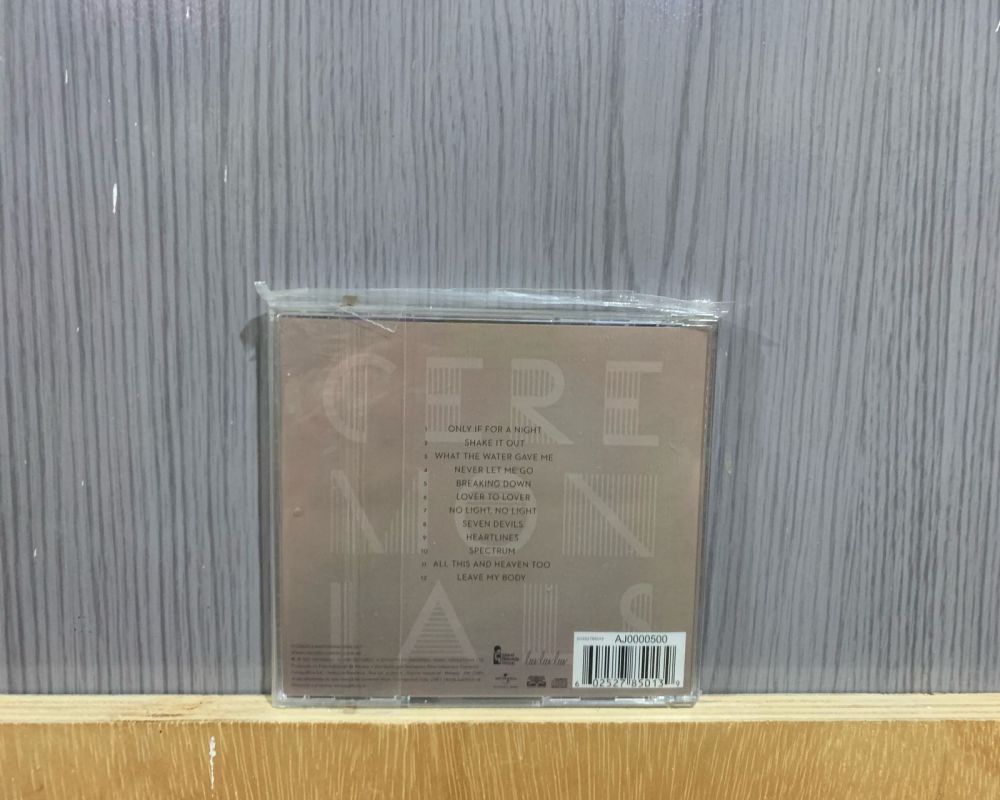 CERE
MON
IALS
1 ONLY IF FOR A NIGHT
2 SHAKE IT OUT
3 WHAT THE WATER GAVE ME
4 NEVER LET ME GO
5 BREAKING DOWN
6 LOVER TO LOVER
7 NO LIGHT, NO LIGHT
8 SEVEN DEVILS
9 HEARTLINES
10 SPECTRUM
11 ALL THIS AND HEAVEN TOO
12 LEAVE MY BODY
AJ0000500
6 02527 85013 9